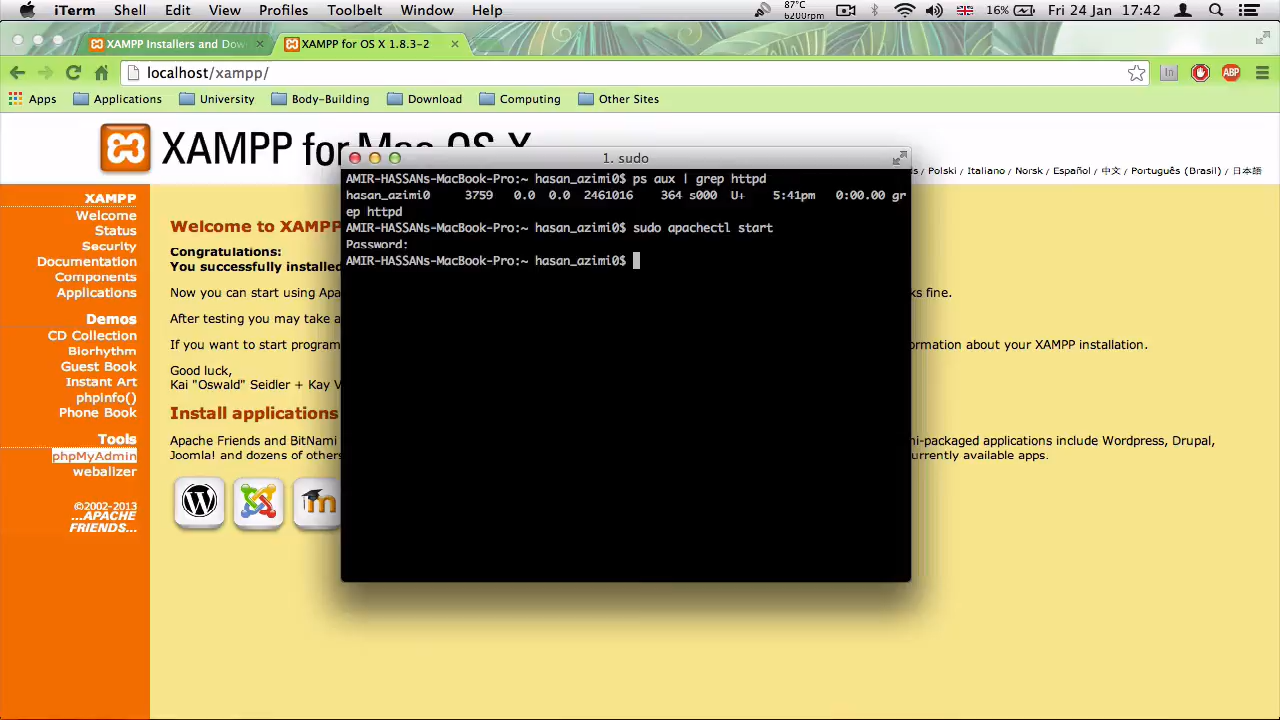 iTerm Shell Edit View Profiles Toolbelt Window Help 87°C 6200rpm 16% Fri 24 Jan 17:42
XAMPP Installers and Dow XAMPP for OS X 1.8.3-2
localhost/xampp/ In ABP
Apps Applications University Body-Building Download Computing Other Sites
XAMPP for Mac OS X
/ Polski / Italiano / Norsk / Español / 中文 / Português (Brasil) / 日本語
XAMPP
Welcome
Status
Security
Documentation
Components
Applications
Demos
CD Collection
Biorhythm
Guest Book
Instant Art
phpinfo()
Phone Book
Tools
phpMyAdmin
webalizer
©2002-2013
...APACHE
FRIENDS...
Welcome to XAMPP
Congratulations:
You successfully installed
Now you can start using Apa ks fine.
After testing you may take a
If you want to start program ormation about your XAMPP installation.
Good luck,
Kai "Oswald" Seidler + Kay V
Install applications
Apache Friends and BitNami ni-packaged applications include Wordpress, Drupal,
Joomla! and dozens of others urrently available apps.
1. sudo
AMIR-HASSANs-MacBook-Pro:~ hasan_azimi0$ ps aux | grep httpd
hasan_azimi0 3759 0.0 0.0 2461016 364 s000 U+ 5:41pm 0:00.00 gr
ep httpd
AMIR-HASSANs-MacBook-Pro:~ hasan_azimi0$ sudo apachectl start
Password:
AMIR-HASSANs-MacBook-Pro:~ hasan_azimi0$